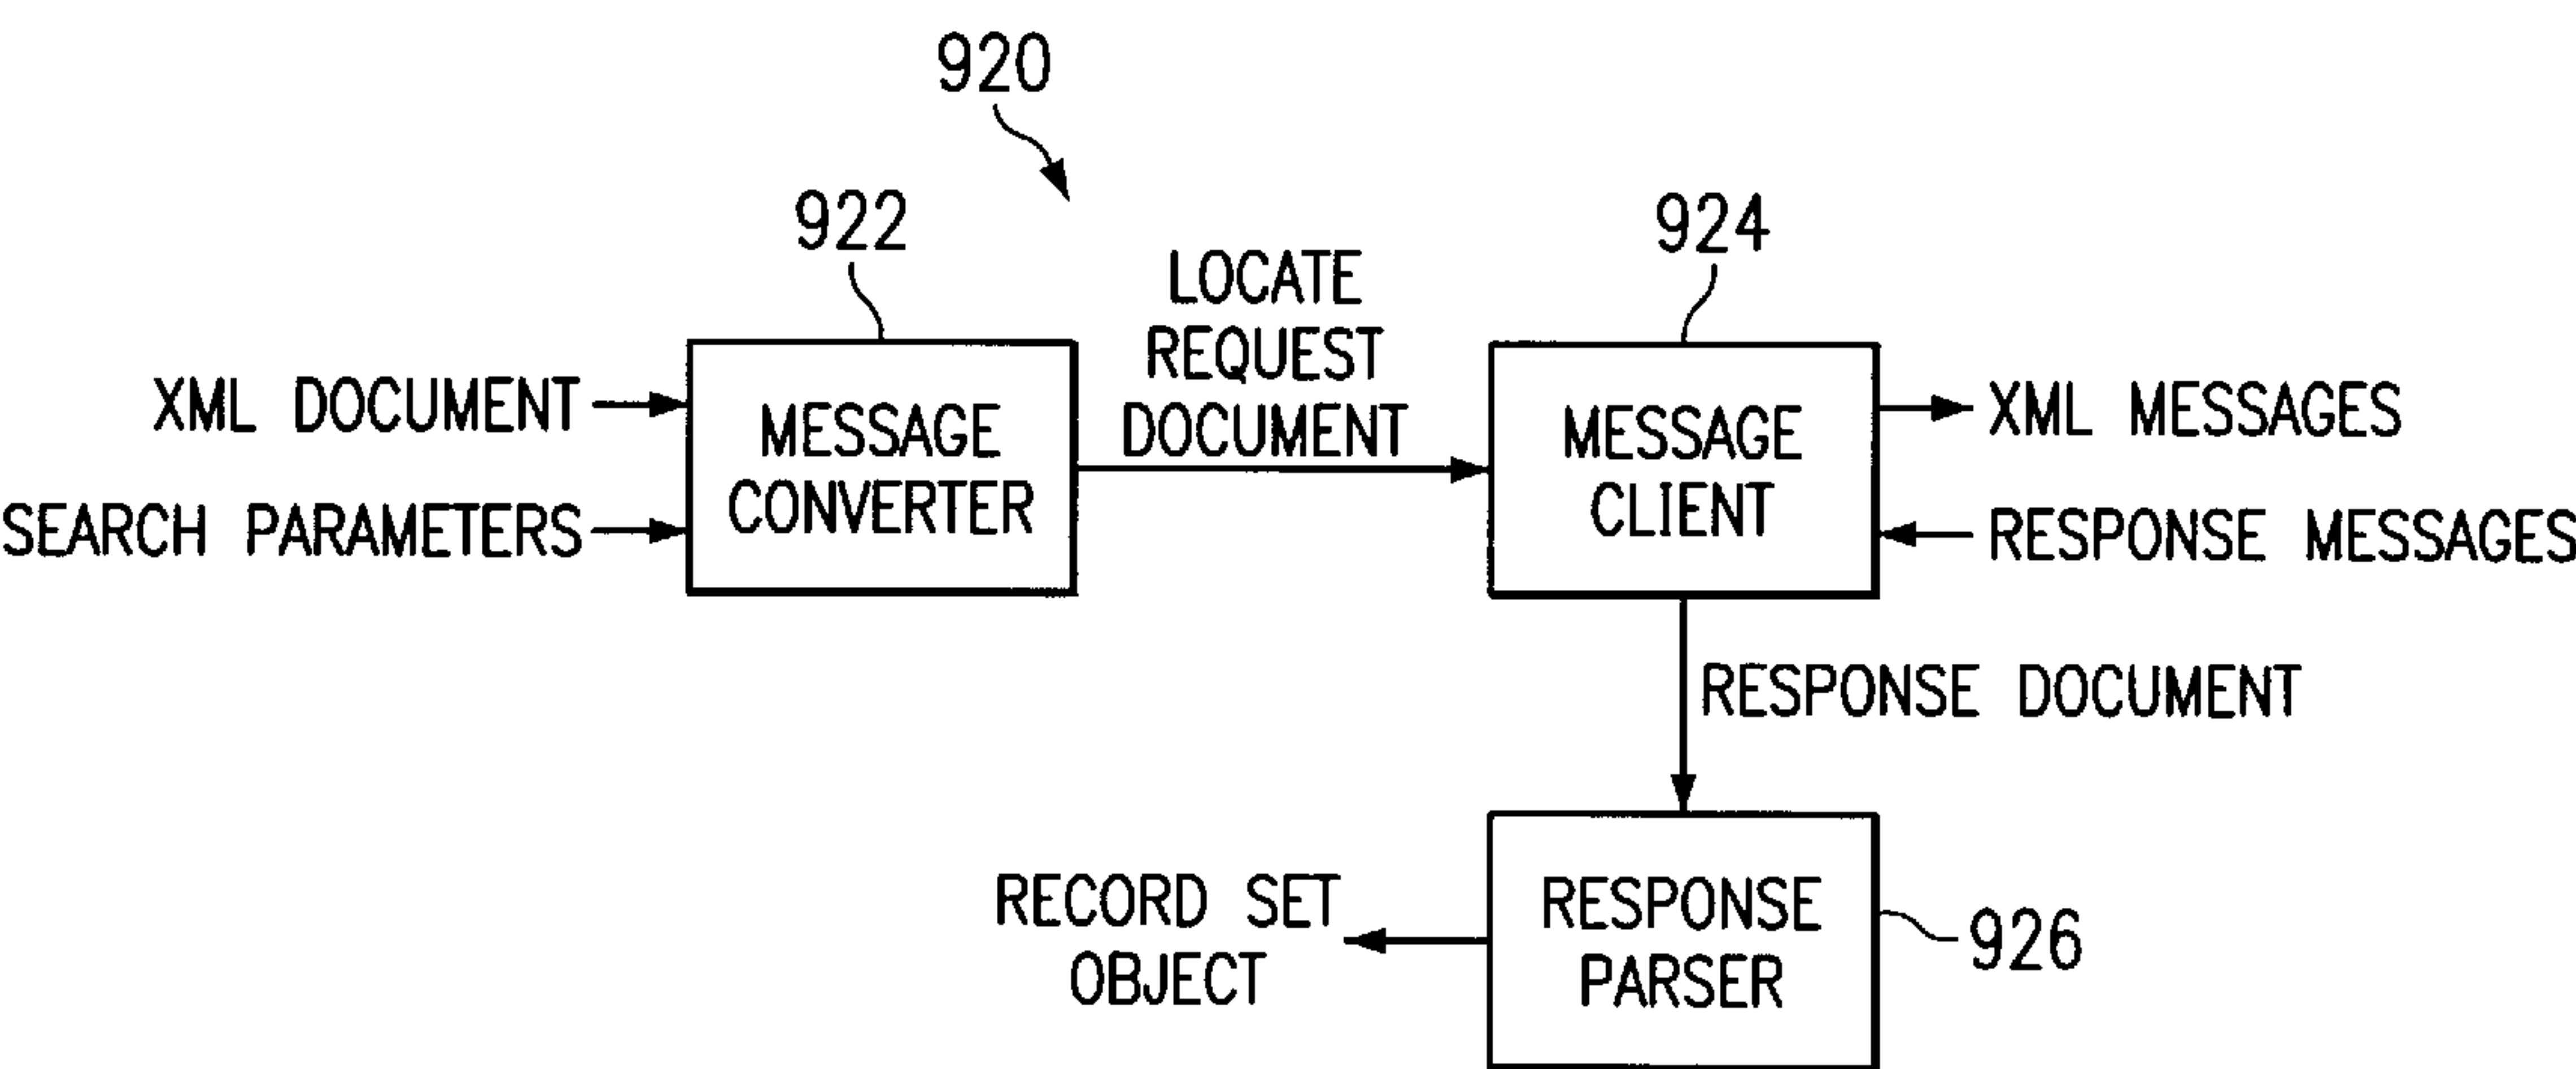 920
922
924
LOCATE
REQUEST
DOCUMENT
XML DOCUMENT
SEARCH PARAMETERS
MESSAGE
CONVERTER
MESSAGE
CLIENT
XML MESSAGES
RESPONSE MESSAGES
RESPONSE DOCUMENT
RECORD SET
OBJECT
RESPONSE
PARSER
926